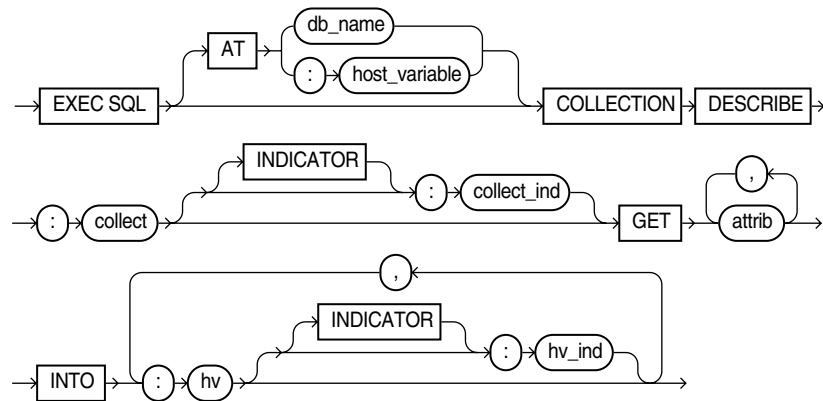 db_name
AT
: host_variable
EXEC SQL COLLECTION DESCRIBE
INDICATOR ,
: collect_ind
: collect GET attrib
,
INDICATOR
: hv_ind
INTO : hv